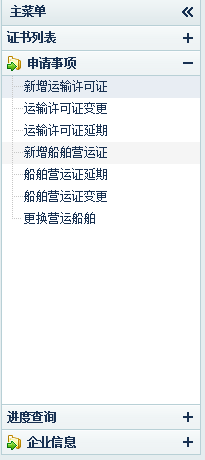 主菜单
证书列表
申请事项
新增运输许可证
运输许可证变更
运输许可证延期
新增船舶营运证
船舶营运证延期
船舶营运证变更
更换营运船舶
进度查询
企业信息